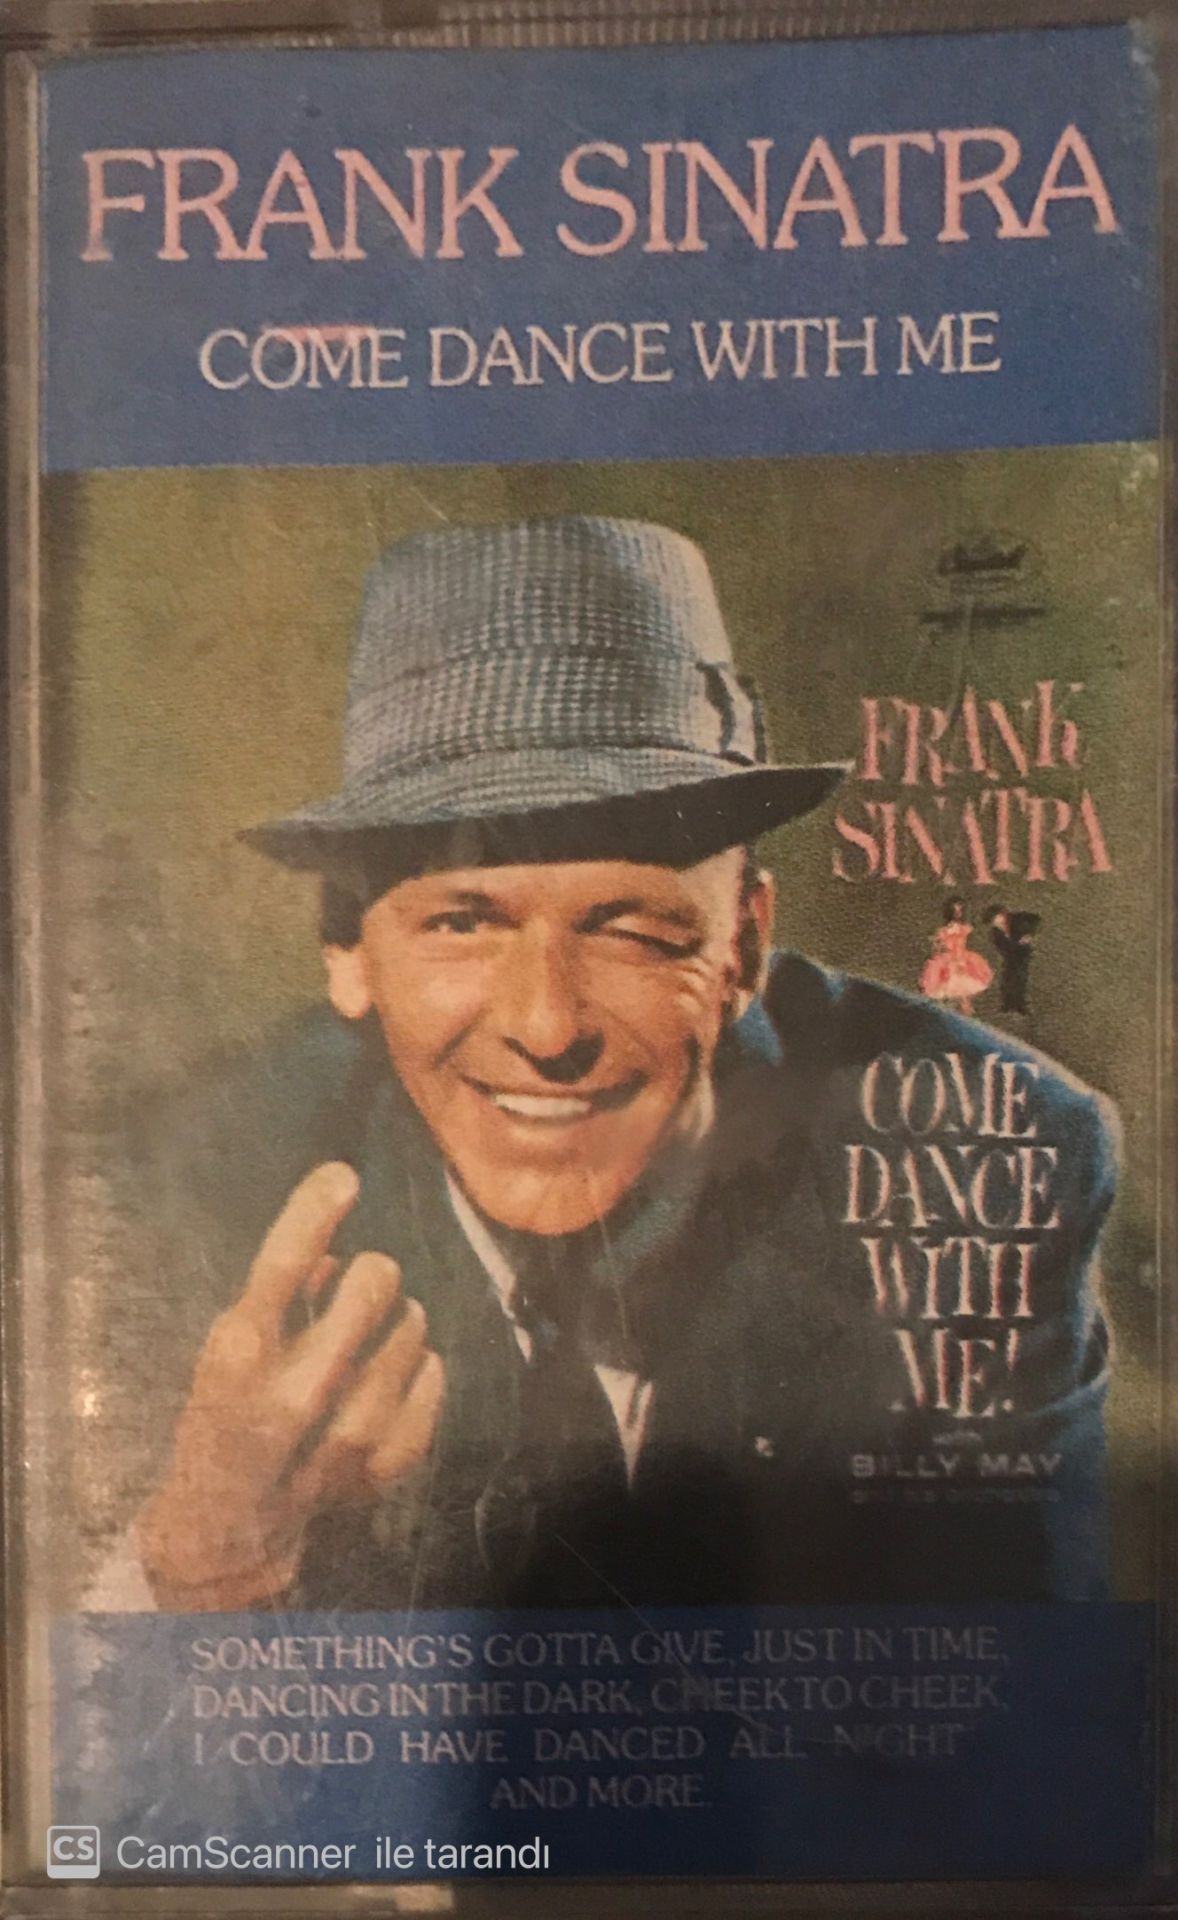 FRANK SINATRA
COME DANCE WITH ME
Capitol
FRANK
SINATRA
COME
DANCE
WITH
ME!
with
BILLY MAY
SOMETHING'S GOTTA GIVE, JUST IN TIME,
DANCING IN THE DARK, CHEEK TO CHEEK,
I COULD HAVE DANCED ALL NIGHT
AND MORE.
CS CamScanner ile tarandı